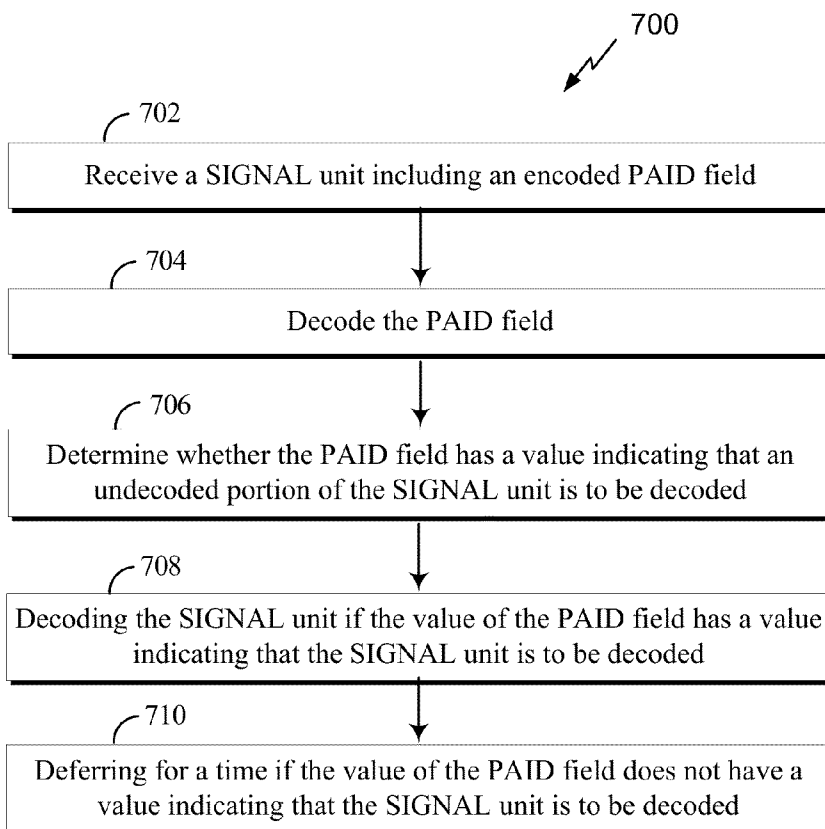 700
702
Receive a SIGNAL unit including an encoded PAID field
704
Decode the PAID field
706
Determine whether the PAID field has a value indicating that an
undecoded portion of the SIGNAL unit is to be decoded
708
Decoding the SIGNAL unit if the value of the PAID field has a value
indicating that the SIGNAL unit is to be decoded
710
Deferring for a time if the value of the PAID field does not have a
value indicating that the SIGNAL unit is to be decoded